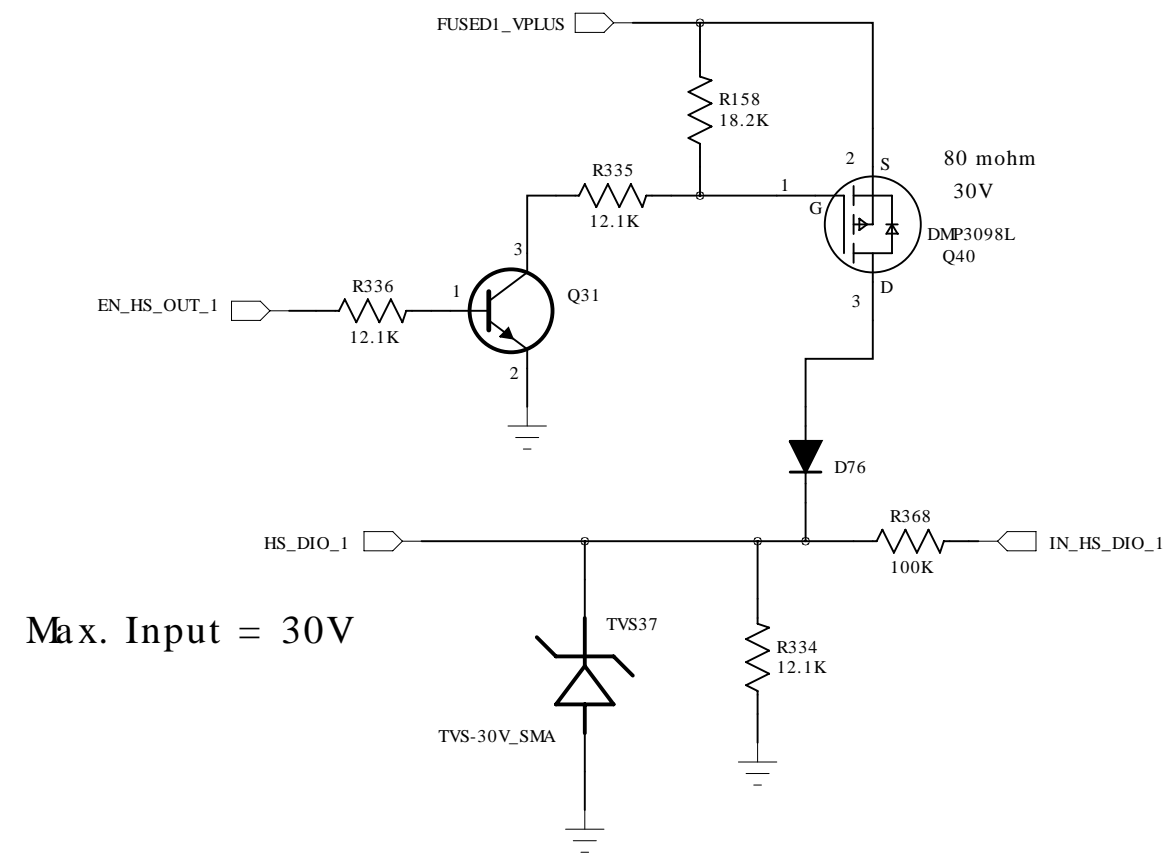 FUSED1_VPLUS
R158
18.2K
2
S
80 mohm
30V
R335
12.1K
1
G
DMP3098L
Q40
3
D
3
EN_HS_OUT_1
R336
12.1K
1
Q31
2
D76
HS_DIO_1
R368
100K
IN_HS_DIO_1
Max. Input = 30V
TVS37
R334
12.1K
TVS-30V_SMA